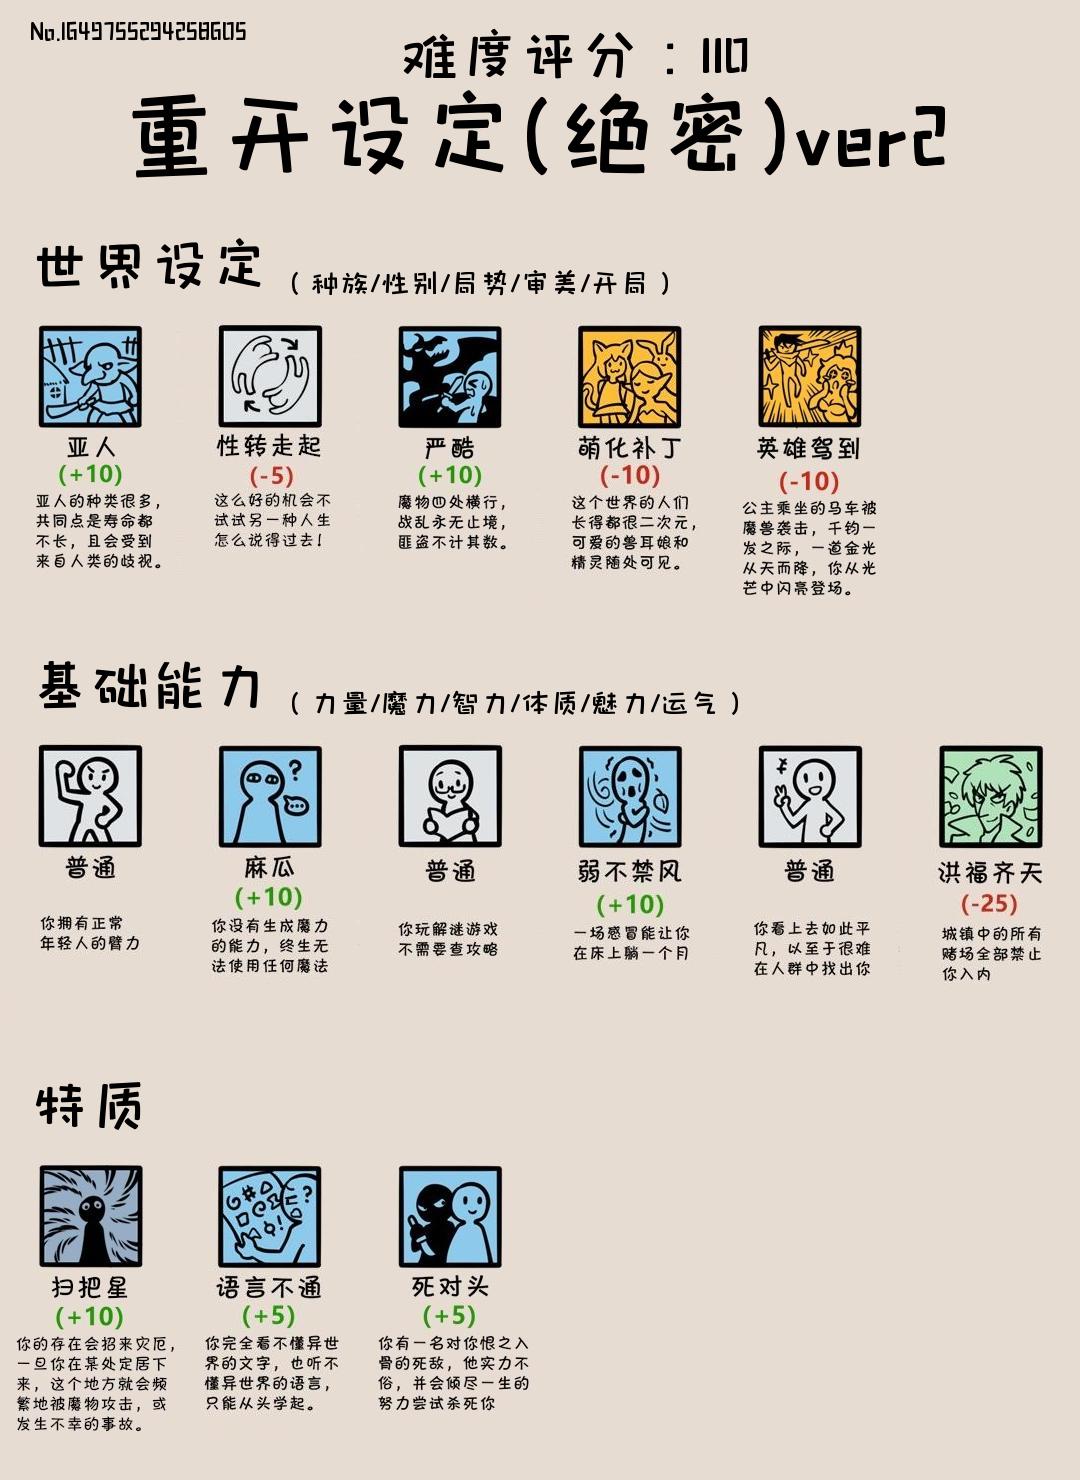 No.1649755294258605
难度评分：110
重开设定(绝密)ver2
世界设定 （种族/性别/局势/审美/开局）
亚人
(+10)
亚人的种类很多，
共同点是寿命都
不长，且会受到
来自人类的歧视。
性转走起
(-5)
这么好的机会不
试试另一种人生
怎么说得过去！
严酷
(+10)
魔物四处横行，
战乱永无止境，
匪盗不计其数。
萌化补丁
(-10)
这个世界的人们
长得都很二次元，
可爱的兽耳娘和
精灵随处可见。
英雄驾到
(-10)
公主乘坐的马车被
魔兽袭击，千钧一
发之际，一道金光
从天而降，你从光
芒中闪亮登场。
基础能力 （力量/魔力/智力/体质/魅力/运气）
普通
你拥有正常
年轻人的臂力
麻瓜
(+10)
你没有生成魔力
的能力，终生无
法使用任何魔法
普通
你玩解谜游戏
不需要查攻略
弱不禁风
(+10)
一场感冒能让你
在床上躺一个月
普通
你看上去如此平
凡，以至于很难
在人群中找出你
洪福齐天
(-25)
城镇中的所有
赌场全部禁止
你入内
特质
扫把星
(+10)
你的存在会招来灾厄，
一旦你在某处定居下
来，这个地方就会频
繁地被魔物攻击，或
发生不幸的事故。
语言不通
(+5)
你完全看不懂异世
界的文字，也听不
懂异世界的语言，
只能从头学起。
死对头
(+5)
你有一名对你恨之入
骨的死敌，他实力不
俗，并会倾尽一生的
努力尝试杀死你